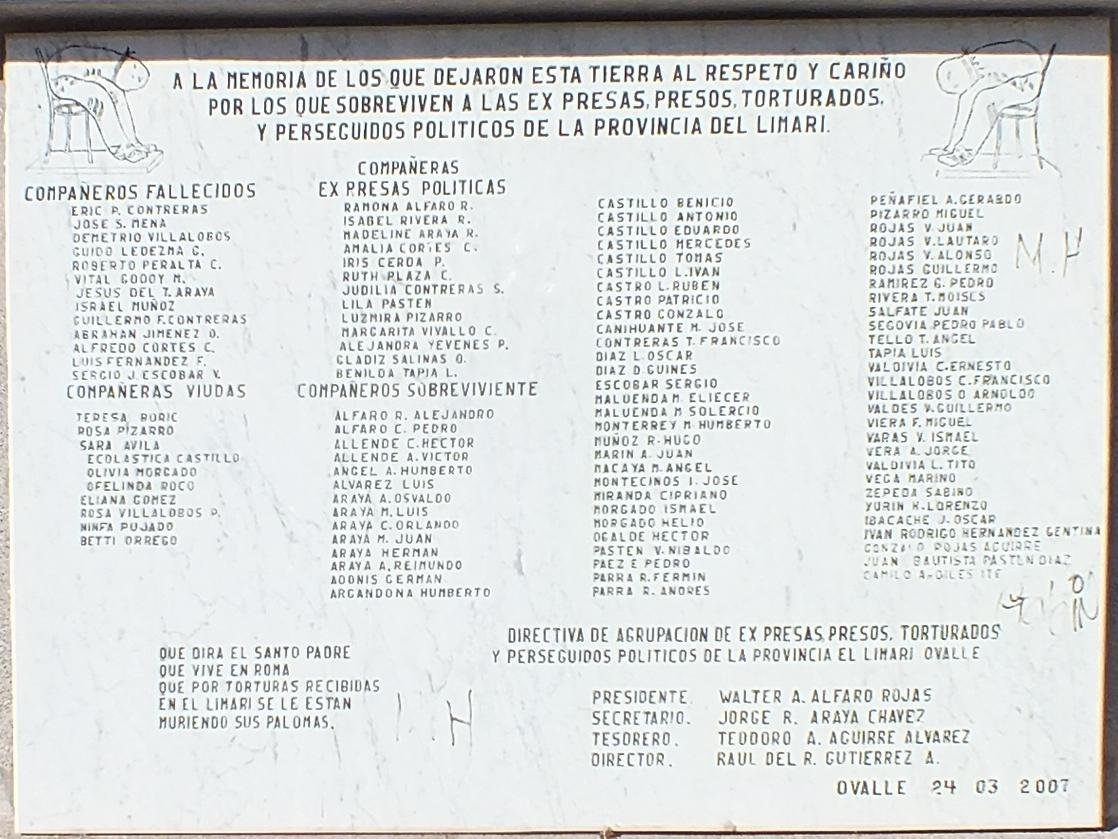 A LA MEMORIA DE LOS QUE DEJARON ESTA TIERRA AL RESPETO Y CARIÑO
POR LOS QUE SOBREVIVEN A LAS EX PRESAS, PRESOS, TORTURADOS,
Y PERSEGUIDOS POLITICOS DE LA PROVINCIA DEL LIMARI.
COMPAÑEROS FALLECIDOS
ERIC P. CONTRERAS
JOSE S. MENA
DEMETRIO VILLALOBOS
GUIDO LEDEZMA G.
ROBERTO PERALTA C.
VITAL GODOY M.
JESUS DEL T. ARAYA
ISRAEL MUÑOZ
GUILLERMO F. CONTRERAS
ABRAHAN JIMENEZ O.
ALFREDO CORTES C.
LUIS FERNANDEZ F.
SERGIO J. ESCOBAR V.
COMPAÑERAS VIUDAS
TERESA BORIC
ROSA PIZARRO
SARA AVILA
ECOLASTICA CASTILLO
OLIVIA MORGADO
OFELINDA ROCO
ELIANA GOMEZ
ROSA VILLALOBOS P.
NINFA PUJADO
BETTI ORREGO
COMPAÑERAS
EX PRESAS POLITICAS
RAMONA ALFARO R.
ISABEL RIVERA R.
MADELINE ARAYA R.
AMALIA CORTES C.
IRIS CERDA P.
RUTH PLAZA C.
JUDILIA CONTRERAS S.
LILA PASTEN
LUZMIRA PIZARRO
MARGARITA VIVALLO C.
ALEJANDRA YEVENES P.
GLADIZ SALINAS O.
BENILDA TAPIA L.
COMPAÑEROS SOBREVIVIENTE
ALFARO R. ALEJANDRO
ALFARO C. PEDRO
ALLENDE C. HECTOR
ALLENDE A. VICTOR
ANGEL A. HUMBERTO
ALVAREZ LUIS
ARAYA A. OSVALDO
ARAYA M. LUIS
ARAYA C. ORLANDO
ARAYA M. JUAN
ARAYA HERMAN
ARAYA A. REIMUNDO
ADONIS GERMAN
ARGANDONA HUMBERTO
CASTILLO BENICIO
CASTILLO ANTONIO
CASTILLO EDUARDO
CASTILLO MERCEDES
CASTILLO TOMAS
CASTILLO L. IVAN
CASTRO L. RUBEN
CASTRO PATRICIO
CASTRO GONZALO
CANIHUANTE M. JOSE
CONTRERAS T. FRANCISCO
DIAZ L. OSCAR
DIAZ D. GUINES
ESCOBAR SERGIO
MALUENDA M. ELIECER
MALUENDA M SOLERCIO
MONTERREY M. HUMBERTO
MUÑOZ R. HUGO
MARIN A. JUAN
MACAYA M. ANGEL
MONTECINOS I. JOSE
MIRANDA CIPRIANO
MORGADO ISMAEL
MORGADO HELIO
OGALDE HECTOR
PASTEN V. NIBALDO
PAEZ E PEDRO
PARRA R. FERMIN
PARRA R. ANDRES
PEÑAFIEL A. GERARDO
PIZARRO MIGUEL
ROJAS V. JUAN
ROJAS V. LAUTARO
ROJAS V. ALONSO
ROJAS GUILLERMO
RAMIREZ G. PEDRO
RIVERA T. MOISES
SALFATE JUAN
SEGOVIA PEDRO PABLO
TELLO T. ANGEL
TAPIA LUIS
VALDIVIA C. ERNESTO
VILLALOBOS C. FRANCISCO
VILLALOBOS O ARNOLDO
VALDES V. GUILLERMO
VIERA F. MIGUEL
VARAS V. ISMAEL
VERA A. JORGE
VALDIVIA L. TITO
VEGA MARINO
ZEPEDA SABINO
YURIN H. LORENZO
IBACACHE J. OSCAR
IVAN RODRIGO HERNANDEZ GENTINA
GONZALO ROJAS AGUIRRE
JUAN BAUTISTA PASTEN DIAZ
CAMILO
M.H
QUE DIRA EL SANTO PADRE
QUE VIVE EN ROMA
QUE POR TORTURAS RECIBIDAS
EN EL LIMARI SE LE ESTAN
MURIENDO SUS PALOMAS.
DIRECTIVA DE AGRUPACION DE EX PRESAS, PRESOS, TORTURADOS
Y PERSEGUIDOS POLITICOS DE LA PROVINCIA EL LIMARI OVALLE
PRESIDENTE. WALTER A. ALFARO ROJAS
SECRETARIO. JORGE R. ARAYA CHAVEZ
TESORERO. TEODORO A. AGUIRRE ALVAREZ
DIRECTOR. RAUL DEL R. GUTIERREZ A.
OVALLE 24 03 2007